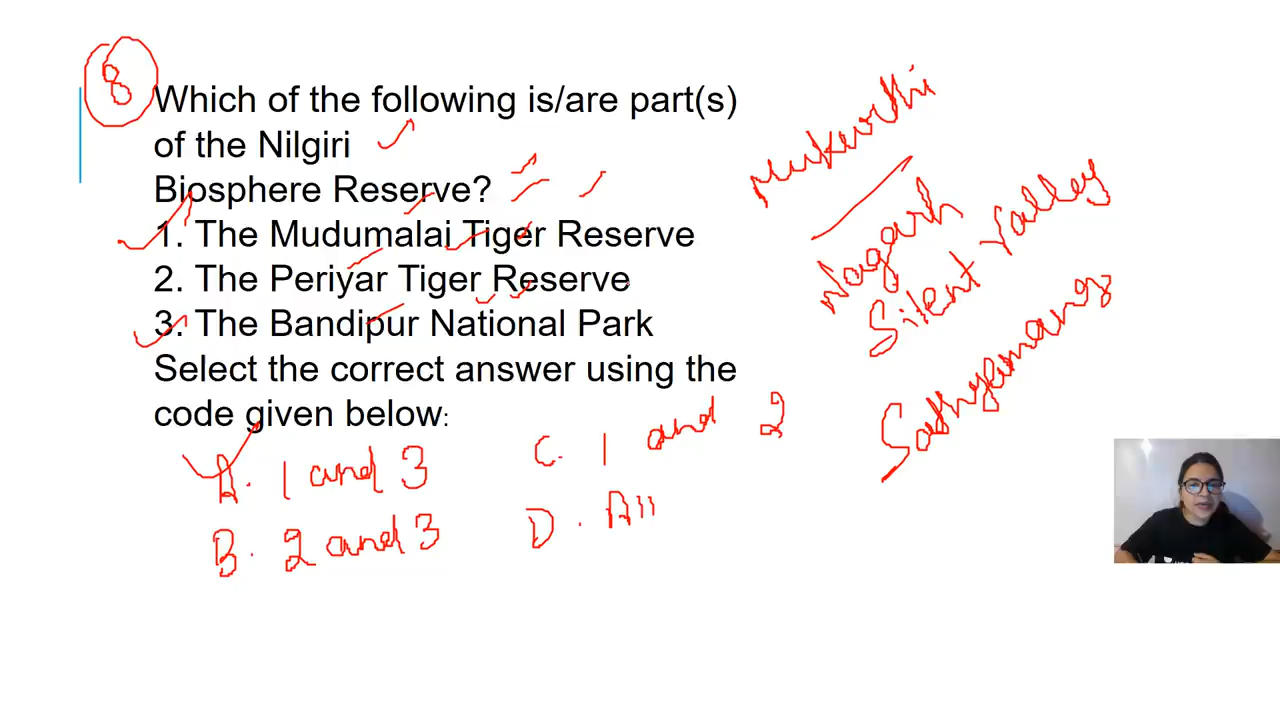 8
Which of the following is/are part(s)
of the Nilgiri
Biosphere Reserve?
1. The Mudumalai Tiger Reserve
2. The Periyar Tiger Reserve
3. The Bandipur National Park
Select the correct answer using the
code given below:
A. 1 and 3
B. 2 and 3
C. 1 and 2
D. All
Mukurthi
Nagarh
Silent Valley
Sathyamang